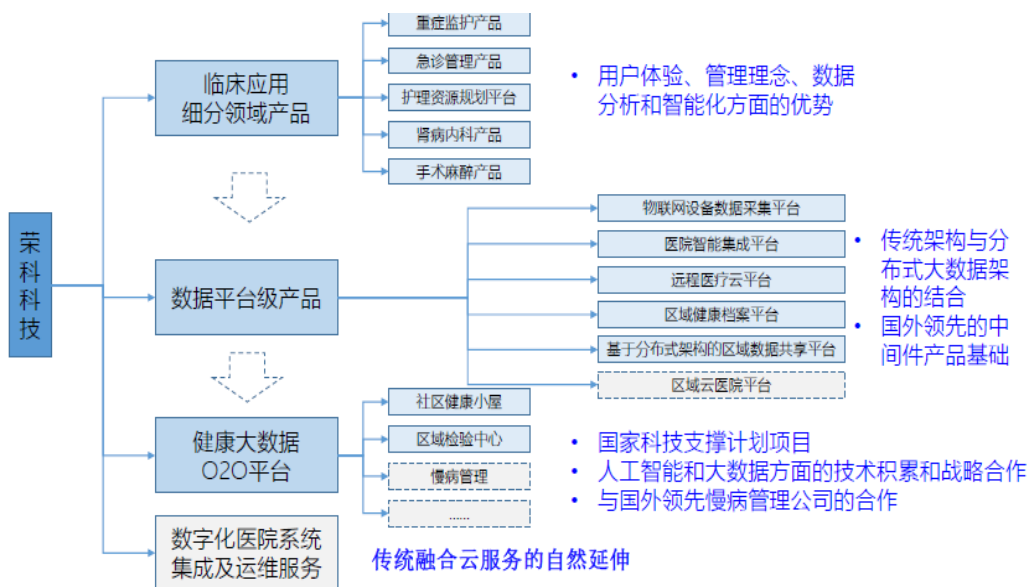 荣科科技
临床应用
细分领域产品
重症监护产品
急诊管理产品
护理资源规划平台
肾病内科产品
手术麻醉产品
• 用户体验、管理理念、数据
分析和智能化方面的优势
数据平台级产品
物联网设备数据采集平台
医院智能集成平台
远程医疗云平台
区域健康档案平台
基于分布式架构的区域数据共享平台
区域云医院平台
• 传统架构与分
布式大数据架
构的结合
• 国外领先的中
间件产品基础
健康大数据
O2O平台
社区健康小屋
区域检验中心
慢病管理
……
• 国家科技支撑计划项目
• 人工智能和大数据方面的技术积累和战略合作
• 与国外领先慢病管理公司的合作
数字化医院系统
集成及运维服务
传统融合云服务的自然延伸